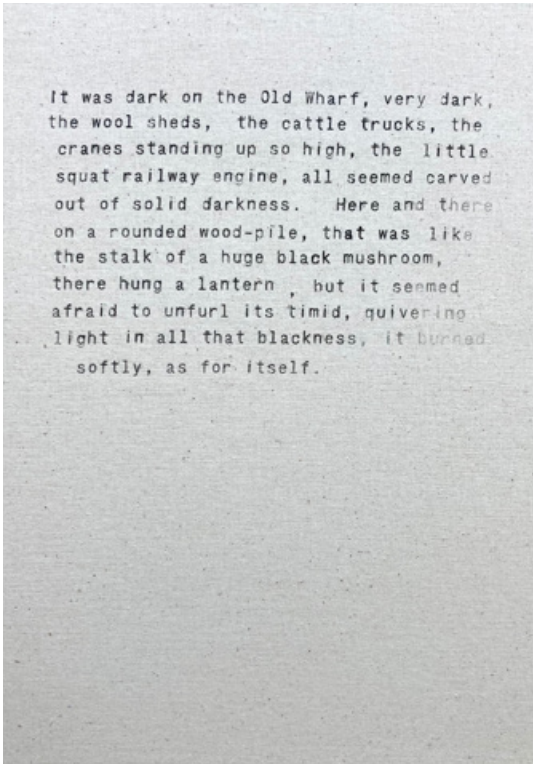 It was dark on the Old Wharf, very dark,
the wool sheds, the cattle trucks, the
cranes standing up so high, the little
squat railway engine, all seemed carved
out of solid darkness. Here and there
on a rounded wood-pile, that was like
the stalk of a huge black mushroom,
there hung a lantern , but it seemed
afraid to unfurl its timid, quivering
light in all that blackness, it burned
softly, as for itself.